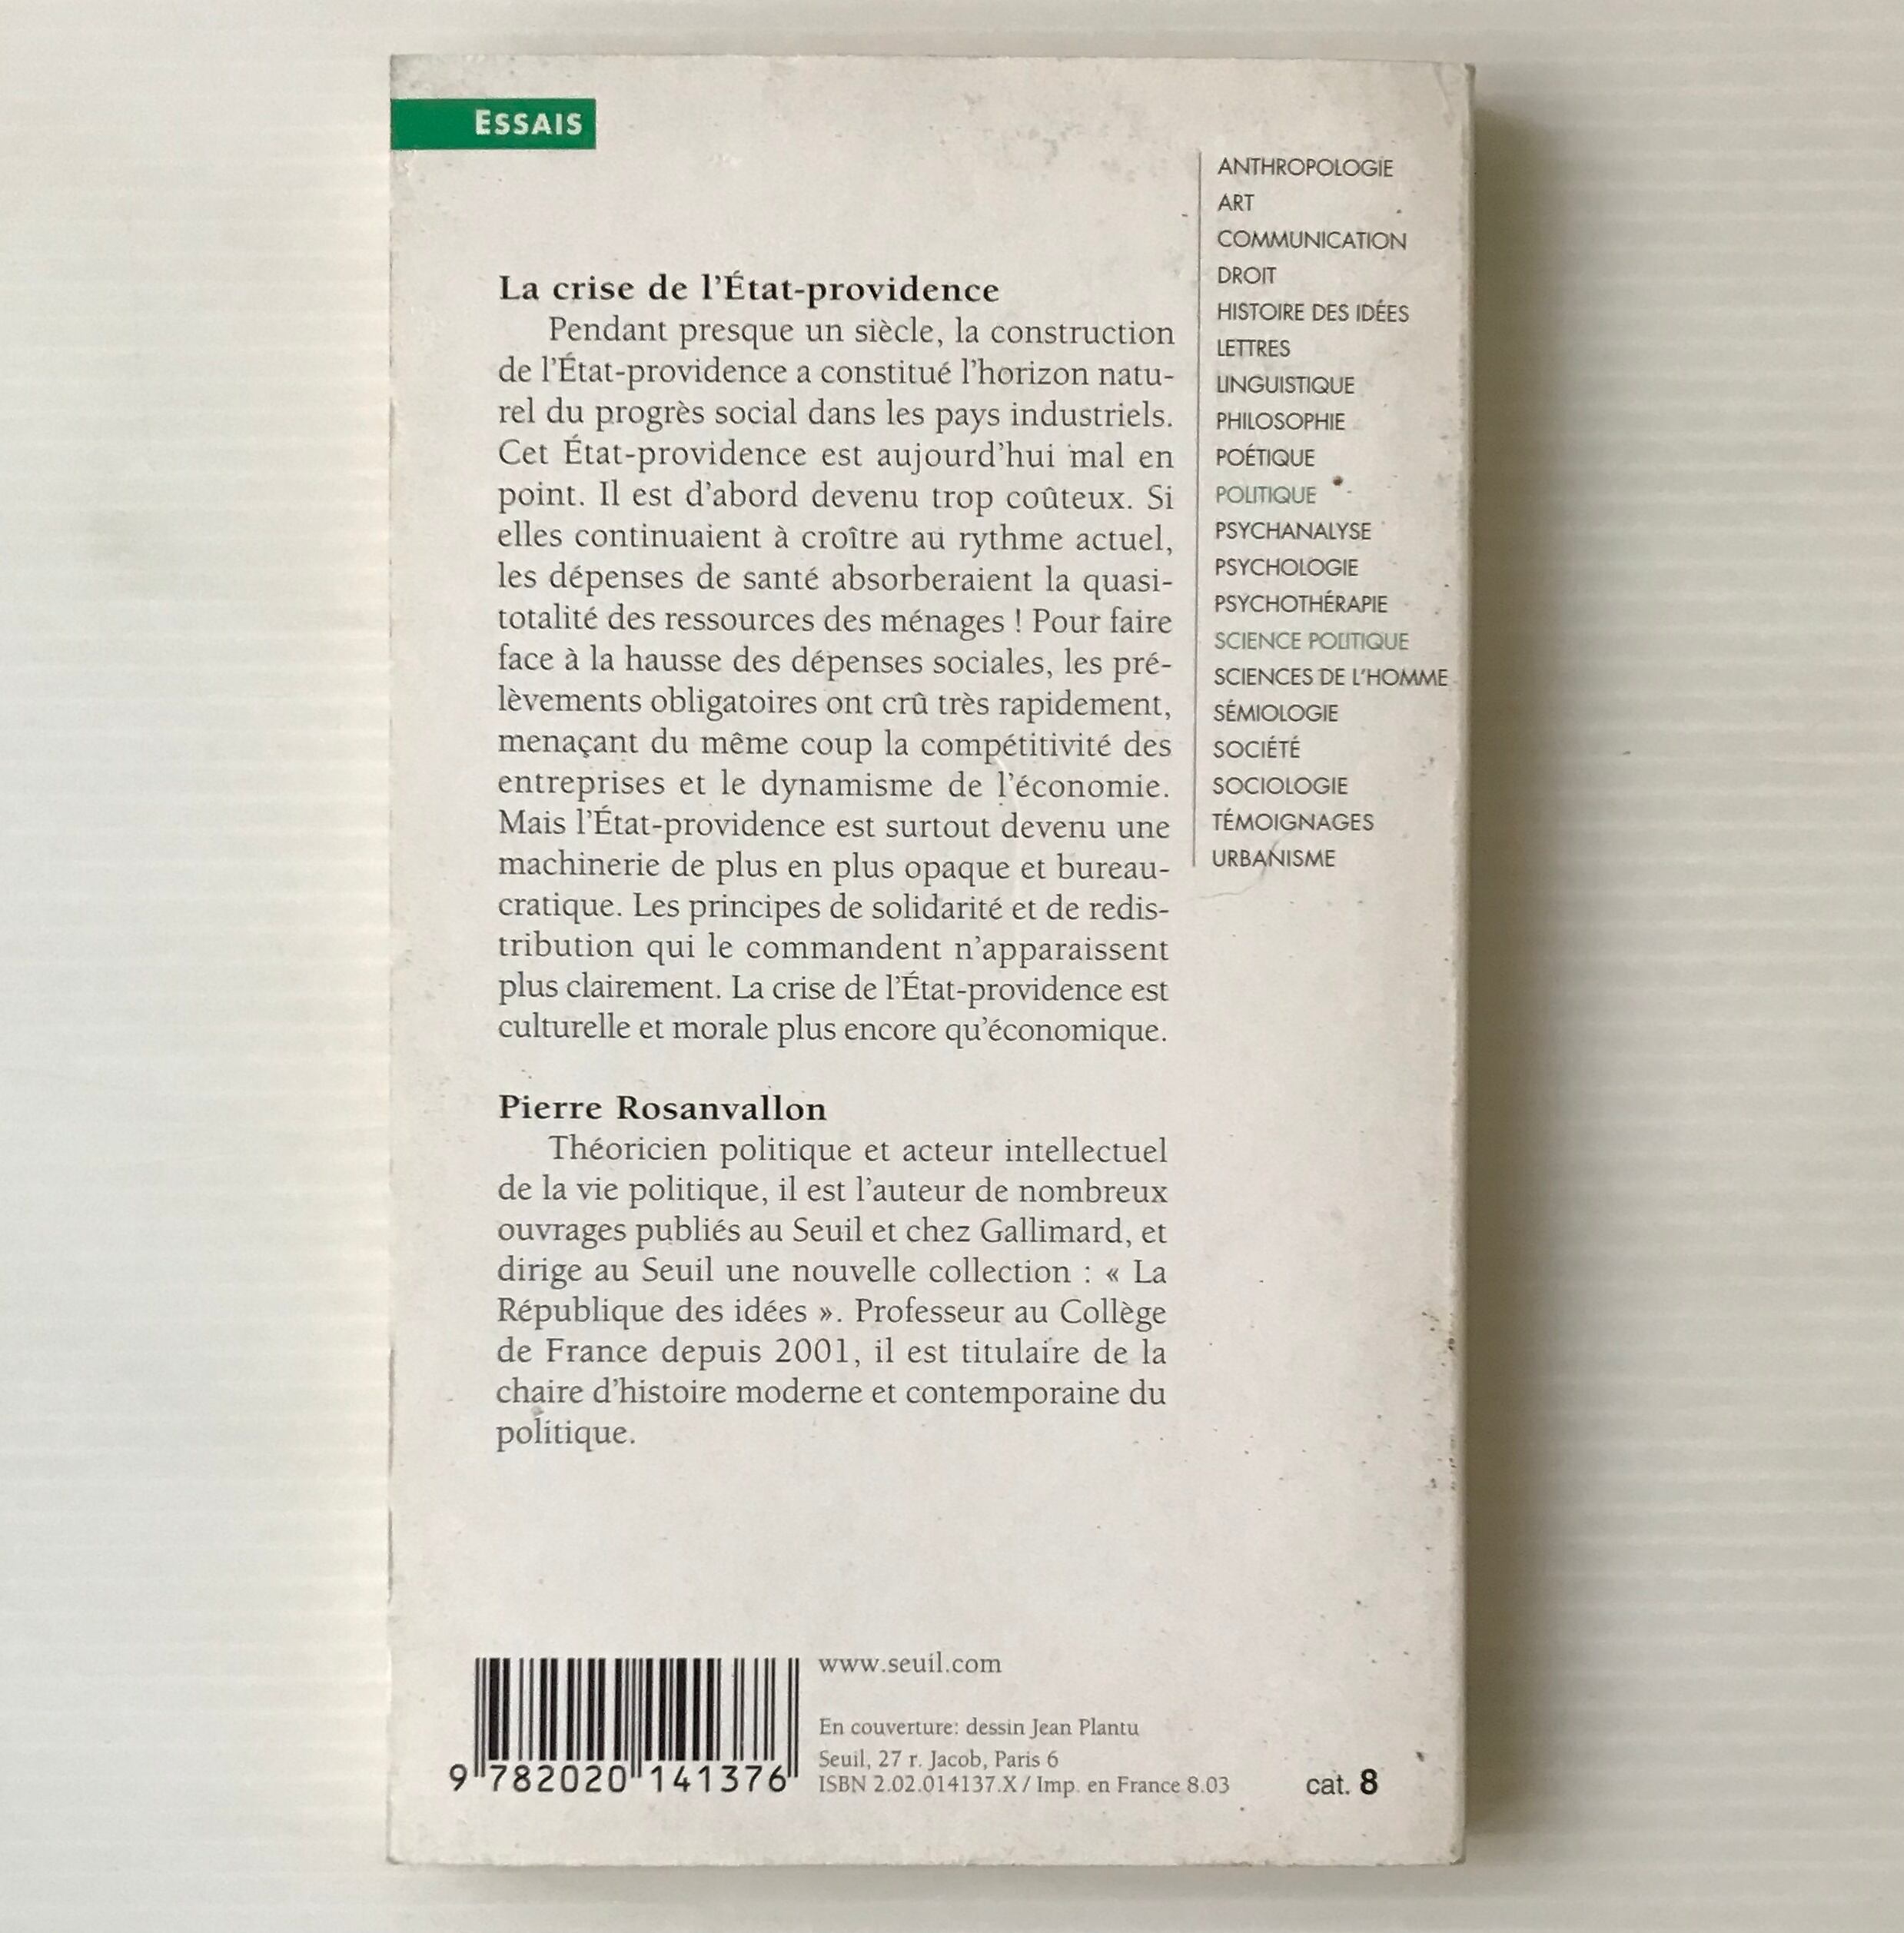 ESSAIS
La crise de l'État-providence
Pendant presque un siècle, la construction
de l'État-providence a constitué l'horizon natu-
rel du progrès social dans les pays industriels.
Cet État-providence est aujourd'hui mal en
point. Il est d'abord devenu trop coûteux. Si
elles continuaient à croître au rythme actuel,
les dépenses de santé absorberaient la quasi-
totalité des ressources des ménages ! Pour faire
face à la hausse des dépenses sociales, les pré-
lèvements obligatoires ont crû très rapidement,
menaçant du même coup la compétitivité des
entreprises et le dynamisme de l'économie.
Mais l'État-providence est surtout devenu une
machinerie de plus en plus opaque et bureau-
cratique. Les principes de solidarité et de redis-
tribution qui le commandent n'apparaissent
plus clairement. La crise de l'État-providence est
culturelle et morale plus encore qu'économique.
Pierre Rosanvallon
Théoricien politique et acteur intellectuel
de la vie politique, il est l'auteur de nombreux
ouvrages publiés au Seuil et chez Gallimard, et
dirige au Seuil une nouvelle collection : « La
République des idées ». Professeur au Collège
de France depuis 2001, il est titulaire de la
chaire d'histoire moderne et contemporaine du
politique.
ANTHROPOLOGIE
ART
COMMUNICATION
DROIT
HISTOIRE DES IDÉES
LETTRES
LINGUISTIQUE
PHILOSOPHIE
POÉTIQUE
POLITIQUE
PSYCHANALYSE
PSYCHOLOGIE
PSYCHOTHÉRAPIE
SCIENCE POLITIQUE
SCIENCES DE L'HOMME
SÉMIOLOGIE
SOCIÉTÉ
SOCIOLOGIE
TÉMOIGNAGES
URBANISME
9 782020 141376
www.seuil.com
En couverture: dessin Jean Plantu
Seuil, 27 r. Jacob, Paris 6
ISBN 2.02.014137.X / Imp. en France 8.03
cat. 8